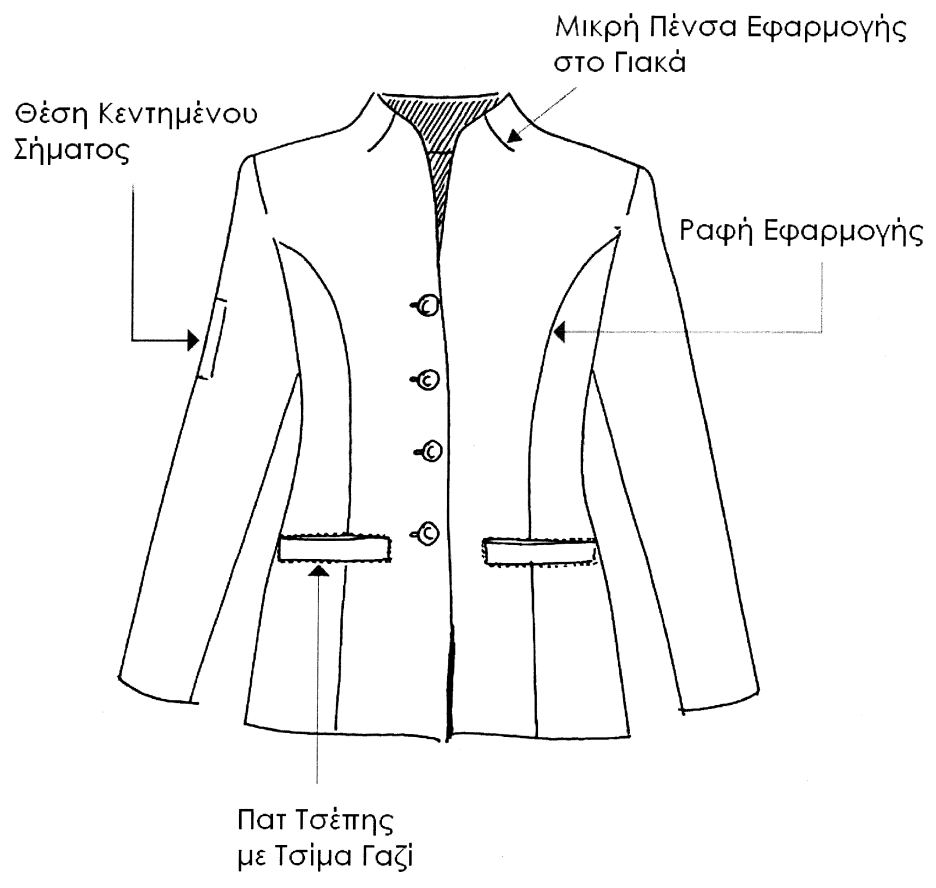 Μικρή Πένσα Εφαρμογής
στο Γιακά
Θέση Κεντημένου
Σήματος
Ραφή Εφαρμογής
Πατ Τσέπης
με Τσίμα Γαζί